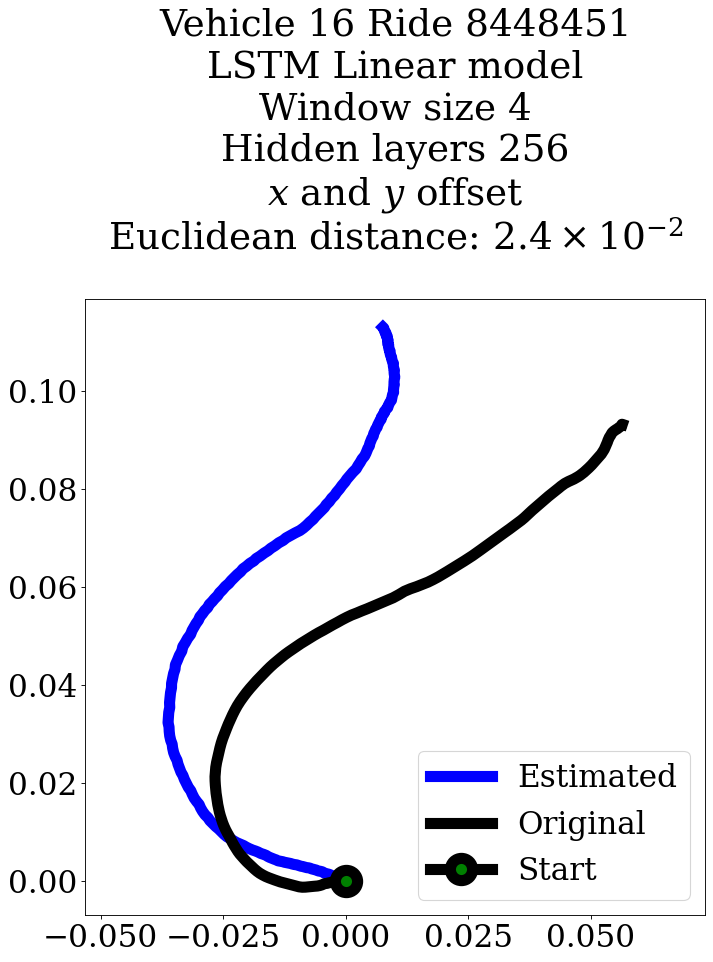 Vehicle 16 Ride 8448451
LSTM Linear model
Window size 4
Hidden layers 256
x and y offset
Euclidean distance: 2.4 × 10⁻²
0.10
0.08
0.06
0.04
0.02
0.00
Estimated
Original
Start
−0.050 −0.025 0.000 0.025 0.050